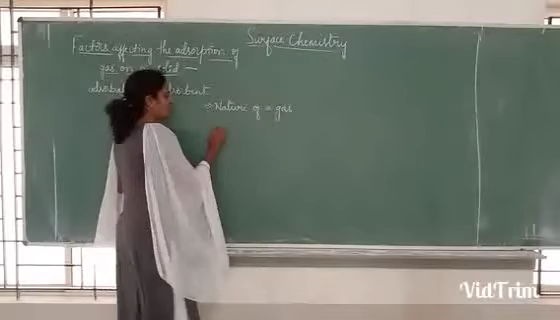 Surface Chemistry
Factors affecting the adsorption of
gas on
⇒ Nature of a gas
VidTrim